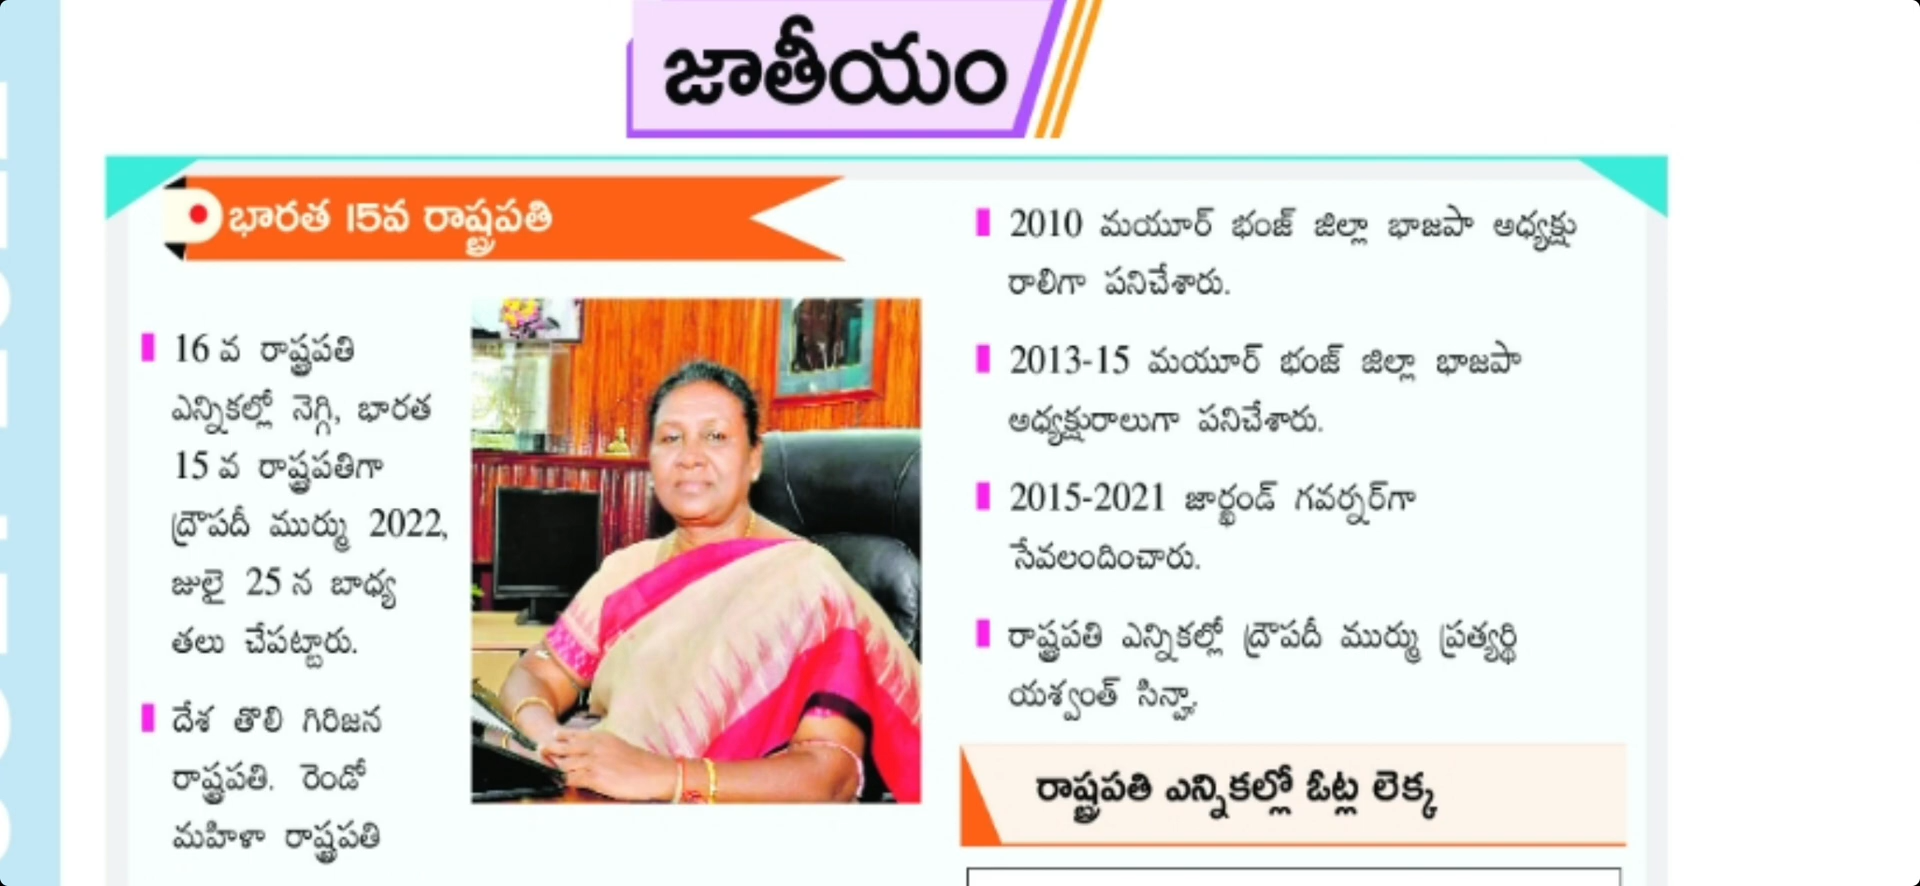 జాతీయం
భారత 15వ రాష్ట్రపతి
16 వ రాష్ట్రపతి
ఎన్నికల్లో నెగ్గి, భారత
15 వ రాష్ట్రపతిగా
ద్రౌపదీ ముర్ము 2022,
జులై 25 న బాధ్య
తలు చేపట్టారు.
దేశ తొలి గిరిజన
రాష్ట్రపతి. రెండో
మహిళా రాష్ట్రపతి
2010 మయూర్ భంజ్ జిల్లా భాజపా అధ్యక్షు
రాలిగా పనిచేశారు.
2013-15 మయూర్ భంజ్ జిల్లా భాజపా
అధ్యక్షురాలుగా పనిచేశారు.
2015-2021 జార్ఖండ్ గవర్నర్‌గా
సేవలందించారు.
రాష్ట్రపతి ఎన్నికల్లో ద్రౌపదీ ముర్ము ప్రత్యర్థి
యశ్వంత్ సిన్హా.
రాష్ట్రపతి ఎన్నికల్లో ఓట్ల లెక్క